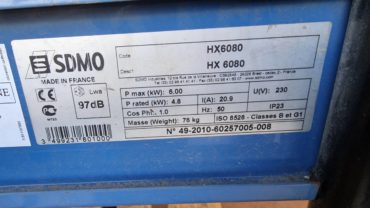 SDMO
MADE IN FRANCE
Code HX6080
Descr HX 6080
SDMO Industries
Lwa
97dB
P max (kW): 6.00 U(V): 230
P rated (kW): 4.8 I(A): 20.9 IP23
Cos Phi: 1.0 Hz: 50
Masse (Weight): 76 kg ISO 8528 - Classes B et G1
N° 49-2010-60257005-008